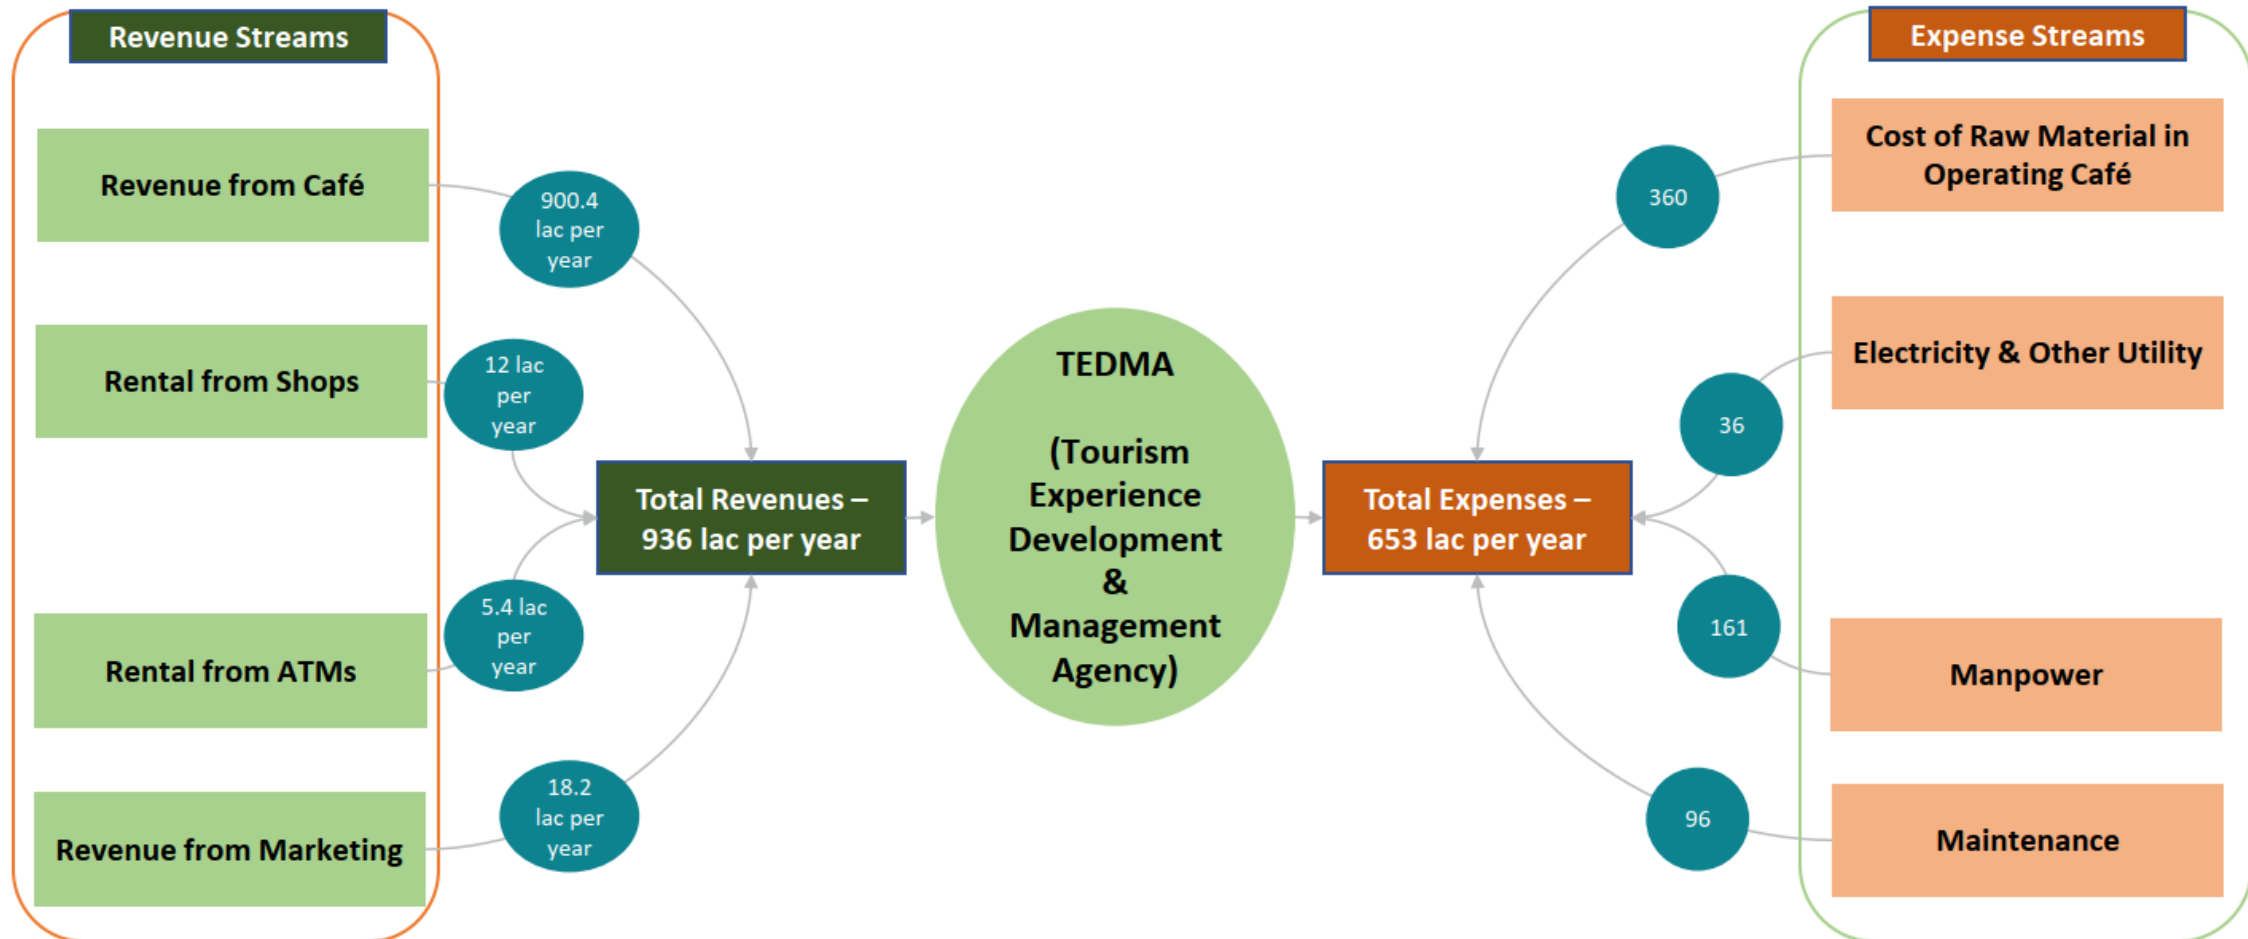 Revenue Streams
Revenue from Café
900.4
lac per
year
Rental from Shops
12 lac
per
year
Rental from ATMs
5.4 lac
per
year
Revenue from Marketing
18.2
lac per
year
Total Revenues –
936 lac per year
TEDMA
(Tourism
Experience
Development
&
Management
Agency)
Total Expenses –
653 lac per year
Expense Streams
Cost of Raw Material in
Operating Café
360
Electricity & Other Utility
36
Manpower
161
Maintenance
96